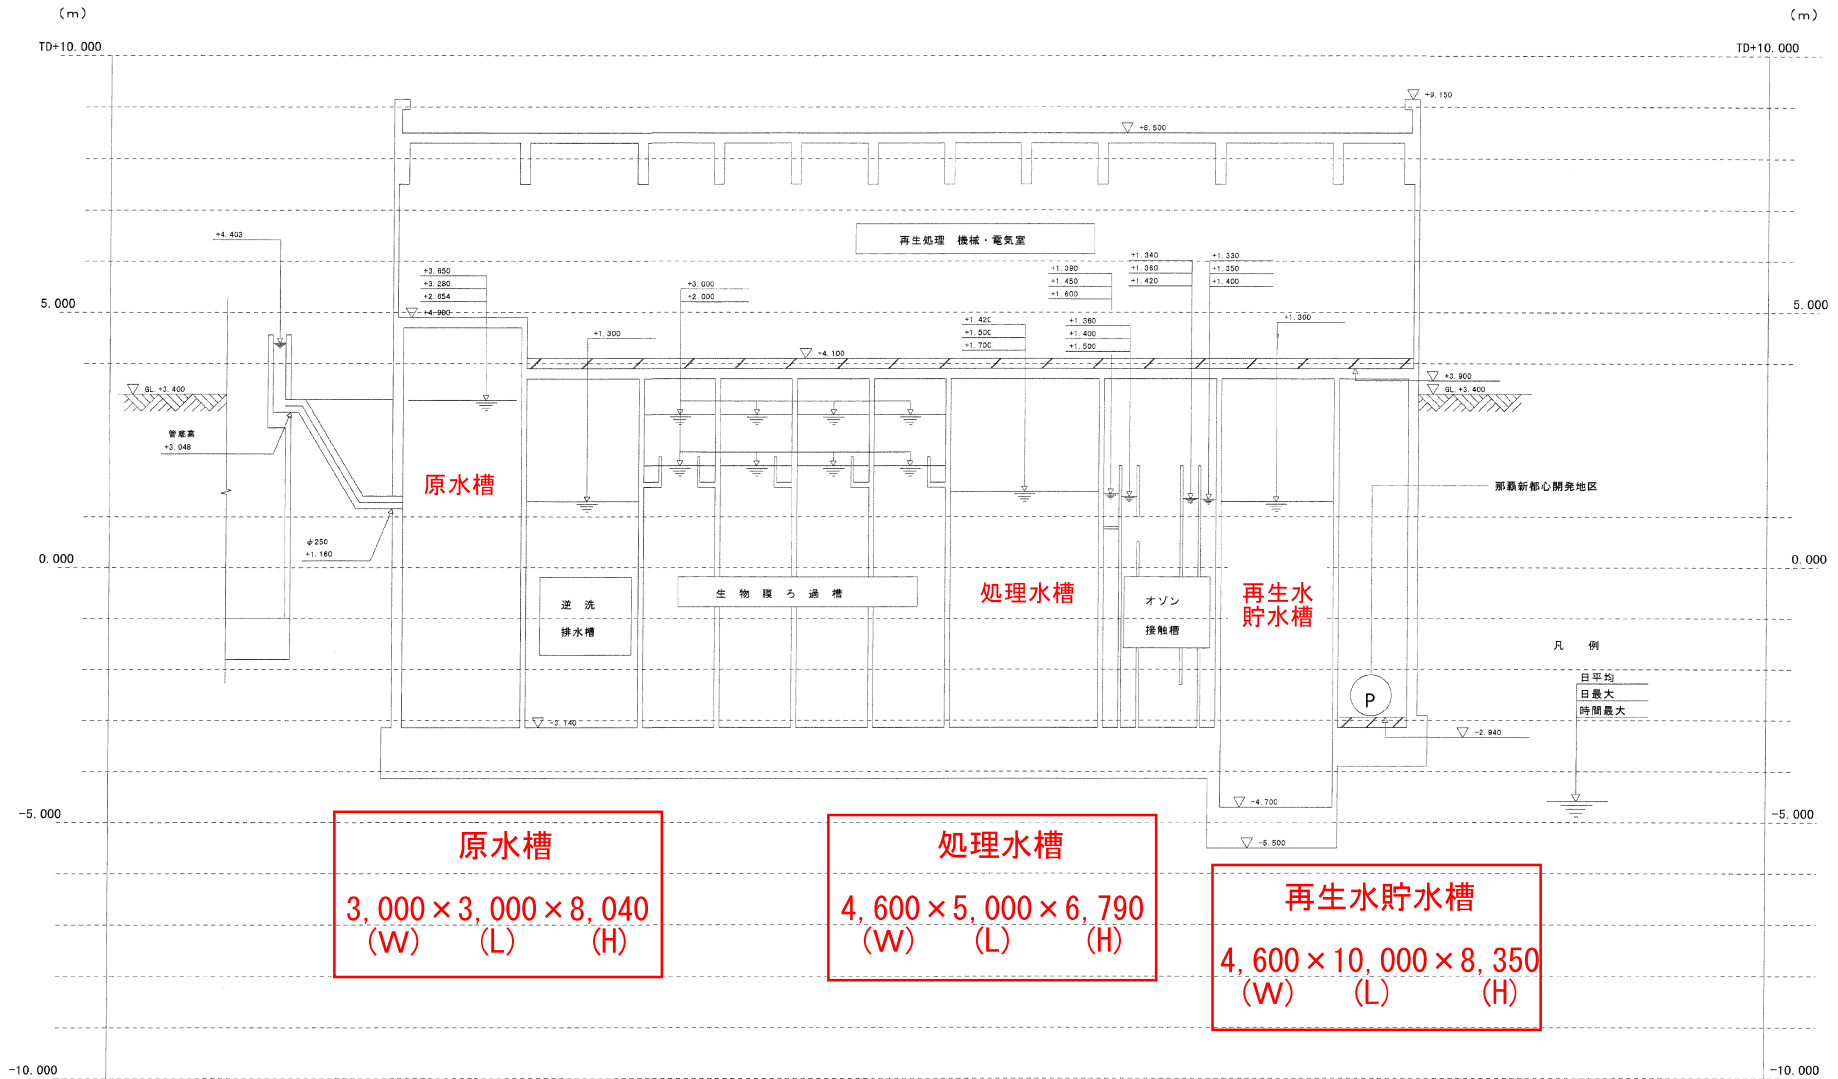 (m)
(m)
TD+10.000
TD+10.000
+9.150
+8.500
再生処理 機械・電気室
+4.403
+3.650
+3.280
+2.654
+4.900
+3.000
+2.000
+1.300
+1.390
+1.450
+1.600
+1.340
+1.360
+1.420
+1.330
+1.350
+1.400
+1.420
+1.500
+1.700
+1.360
+1.400
+1.500
+1.300
5.000
5.000
+4.100
+3.900
GL.+3.400
GL.+3.400
管底高
+3.048
原水槽
那覇新都心開発地区
φ250
+1.160
0.000
0.000
逆洗
排水槽
生物膜ろ過槽
処理水槽
オゾン
接触槽
再生水
貯水槽
凡 例
日平均
日最大
時間最大
P
-3.140
-2.940
-4.700
-5.500
-5.000
-5.000
原水槽
3,000×3,000×8,040
(W) (L) (H)
処理水槽
4,600×5,000×6,790
(W) (L) (H)
再生水貯水槽
4,600×10,000×8,350
(W) (L) (H)
-10.000
-10.000